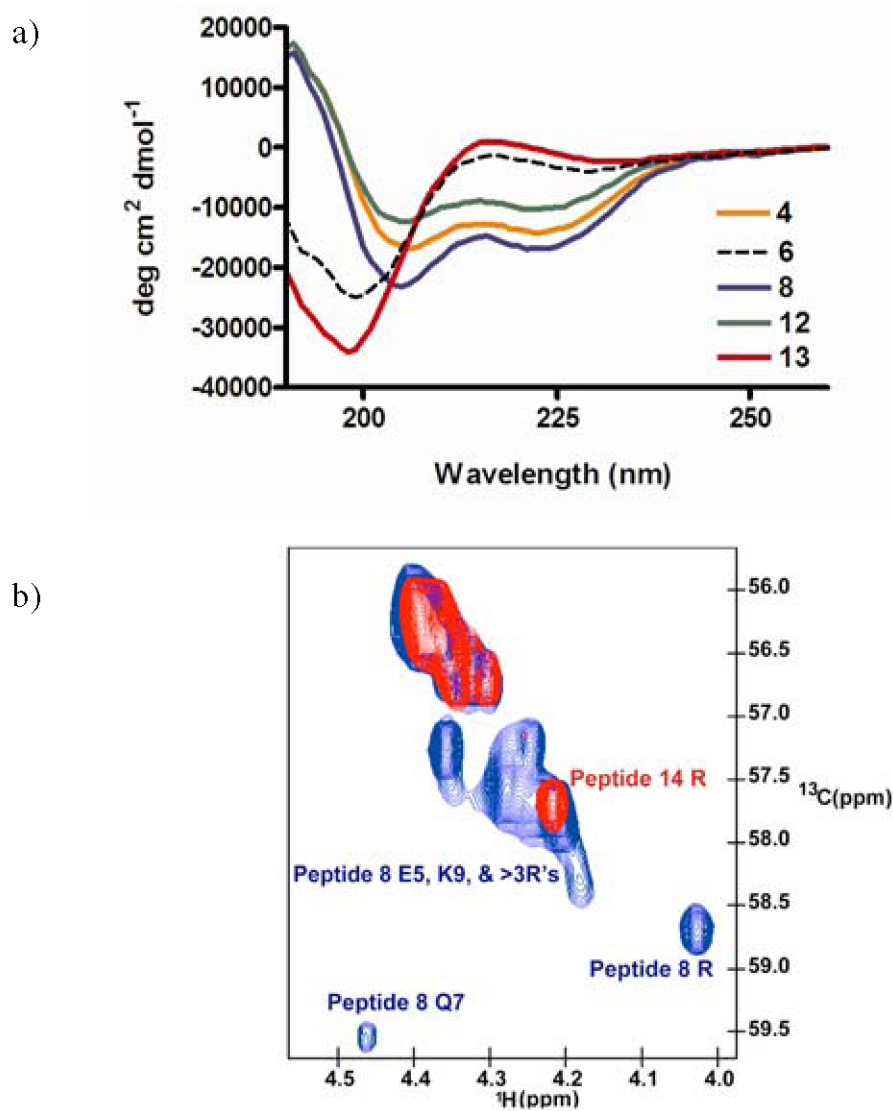 a)
20000
10000
0
-10000
-20000
-30000
-40000
deg cm² dmol⁻¹
200
225
250
Wavelength (nm)
4
6
8
12
13
b)
56.0
56.5
57.0
57.5
58.0
58.5
59.0
59.5
¹³C(ppm)
Peptide 14 R
Peptide 8 E5, K9, & >3R's
Peptide 8 R
Peptide 8 Q7
4.5
4.4
4.3
4.2
4.1
4.0
¹H(ppm)